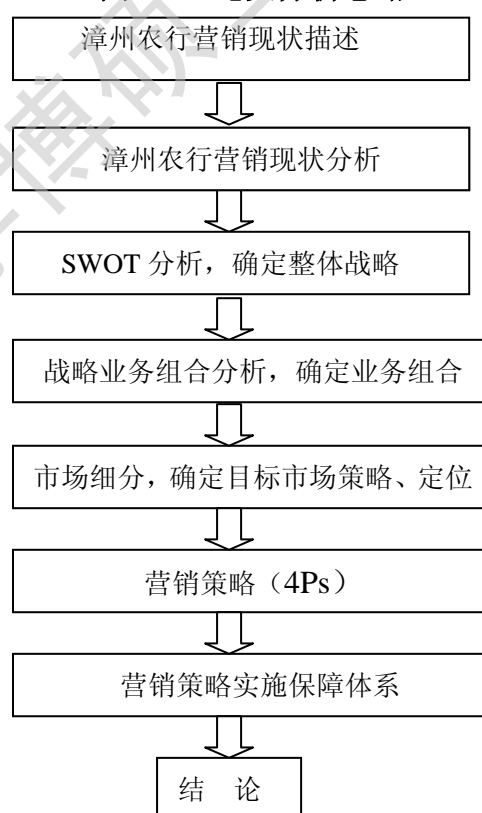 漳州农行营销现状描述
漳州农行营销现状分析
SWOT 分析，确定整体战略
战略业务组合分析，确定业务组合
市场细分，确定目标市场策略、定位
营销策略（4Ps）
营销策略实施保障体系
结 论